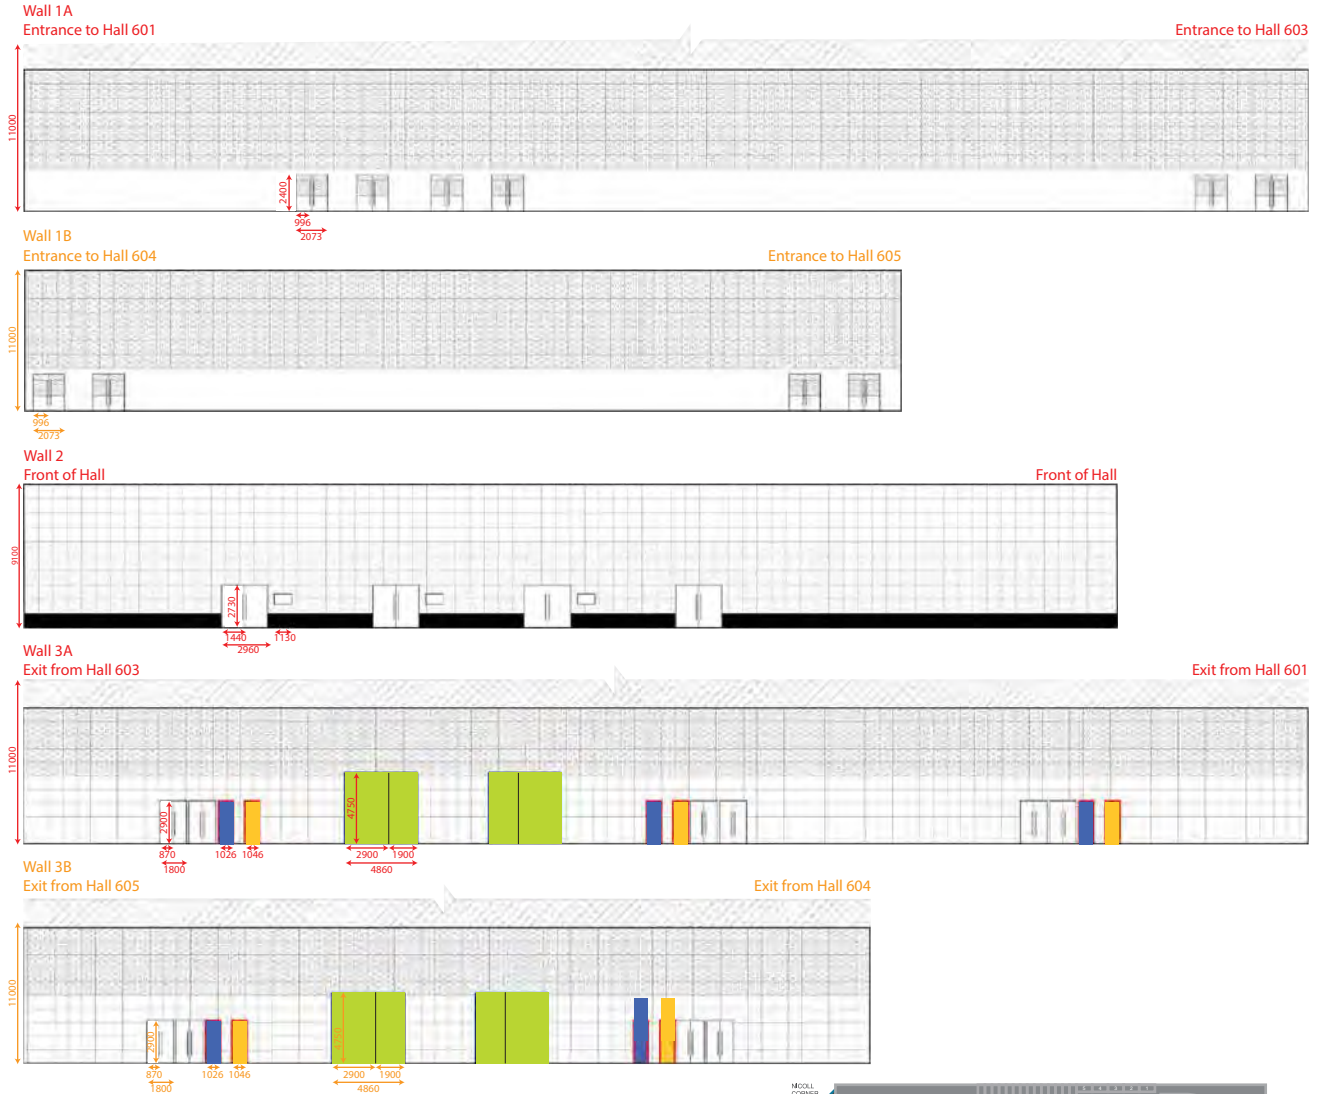 Wall 1A
Entrance to Hall 601
Entrance to Hall 603
11000
2400
996
2073
Wall 1B
Entrance to Hall 604
Entrance to Hall 605
11000
996
2073
Wall 2
Front of Hall
Front of Hall
9100
2730
1440
1130
2960
Wall 3A
Exit from Hall 603
Exit from Hall 601
11000
2900
4750
870
1026
1046
2900
1900
1800
4860
Wall 3B
Exit from Hall 605
Exit from Hall 604
11000
2900
4750
870
1026
1046
2900
1900
1800
4860
NICOLL
CORNER